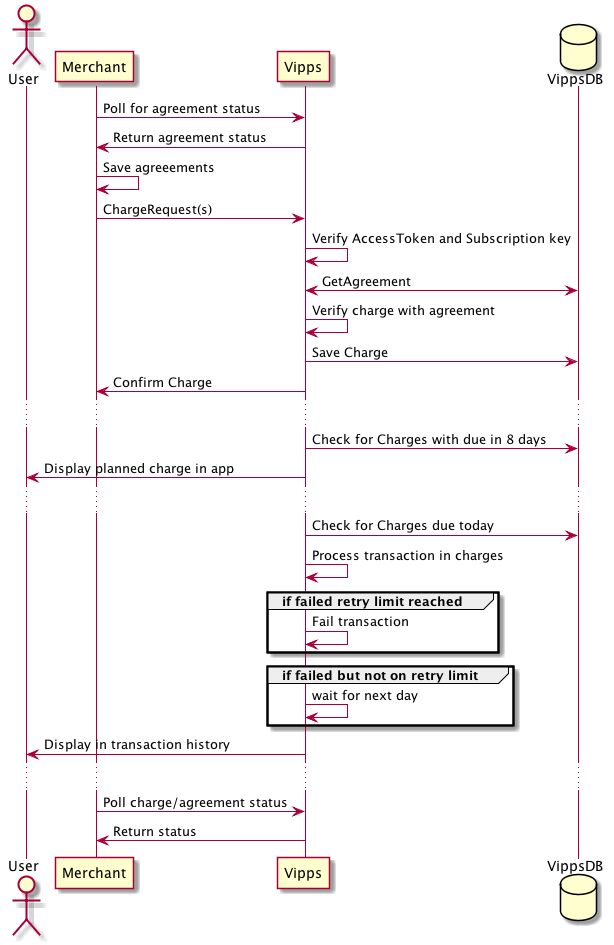 User
Merchant
Vipps
VippsDB
Poll for agreement status
Return agreement status
Save agreeements
ChargeRequest(s)
Verify AccessToken and Subscription key
GetAgreement
Verify charge with agreement
Save Charge
Confirm Charge
Check for Charges with due in 8 days
Display planned charge in app
Check for Charges due today
Process transaction in charges
if failed retry limit reached
Fail transaction
if failed but not on retry limit
wait for next day
Display in transaction history
Poll charge/agreement status
Return status
User
Merchant
Vipps
VippsDB